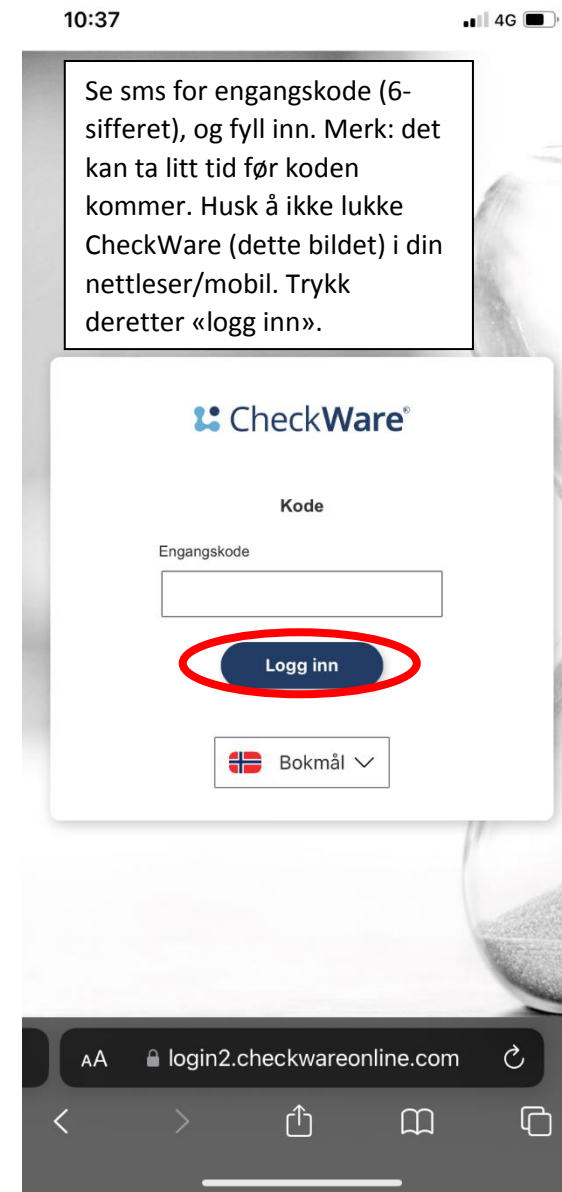 10:37
4G
Se sms for engangskode (6-
sifferet), og fyll inn. Merk: det
kan ta litt tid før koden
kommer. Husk å ikke lukke
CheckWare (dette bildet) i din
nettleser/mobil. Trykk
deretter «logg inn».
CheckWare®
Kode
Engangskode
Logg inn
Bokmål
AA login2.checkwareonline.com